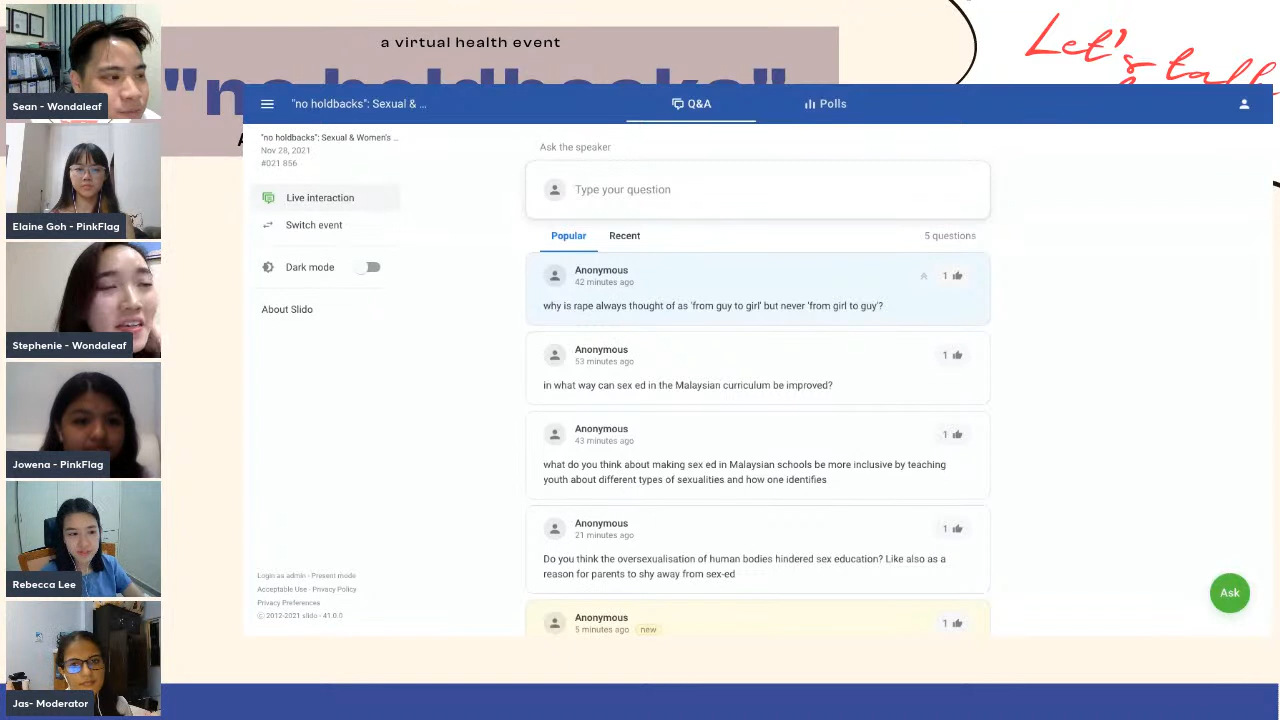 a virtual health event
"no holdbacks"
Let's talk
Sean - Wondaleaf
Elaine Goh - PinkFlag
Stephenie - Wondaleaf
Jowena - PinkFlag
Rebecca Lee
Jas- Moderator
"no holdbacks": Sexual & ...
Q&A
Polls
"no holdbacks": Sexual & Women's ...
Nov 28, 2021
#021 856
Live interaction
Switch event
Dark mode
About Slido
Login as admin - Present mode
Acceptable Use - Privacy Policy
Privacy Preferences
© 2012-2021 slido - 41.0.0
Ask the speaker
Type your question
Popular
Recent
5 questions
Anonymous
42 minutes ago
1
why is rape always thought of as 'from guy to girl' but never 'from girl to guy'?
Anonymous
53 minutes ago
1
in what way can sex ed in the Malaysian curriculum be improved?
Anonymous
43 minutes ago
1
what do you think about making sex ed in Malaysian schools be more inclusive by teaching
youth about different types of sexualities and how one identifies
Anonymous
21 minutes ago
1
Do you think the oversexualisation of human bodies hindered sex education? Like also as a
reason for parents to shy away from sex-ed
Anonymous
5 minutes ago
new
1
Ask